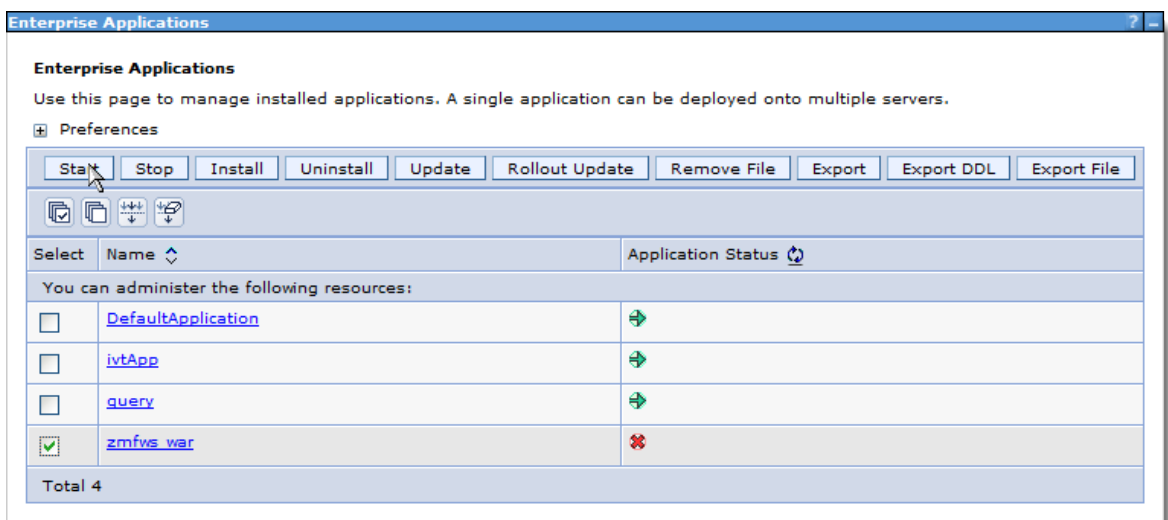 Enterprise Applications ? –
Enterprise Applications
Use this page to manage installed applications. A single application can be deployed onto multiple servers.
+ Preferences
Start Stop Install Uninstall Update Rollout Update Remove File Export Export DDL Export File
Select Name Application Status
You can administer the following resources:
DefaultApplication
ivtApp
query
zmfws_war
Total 4